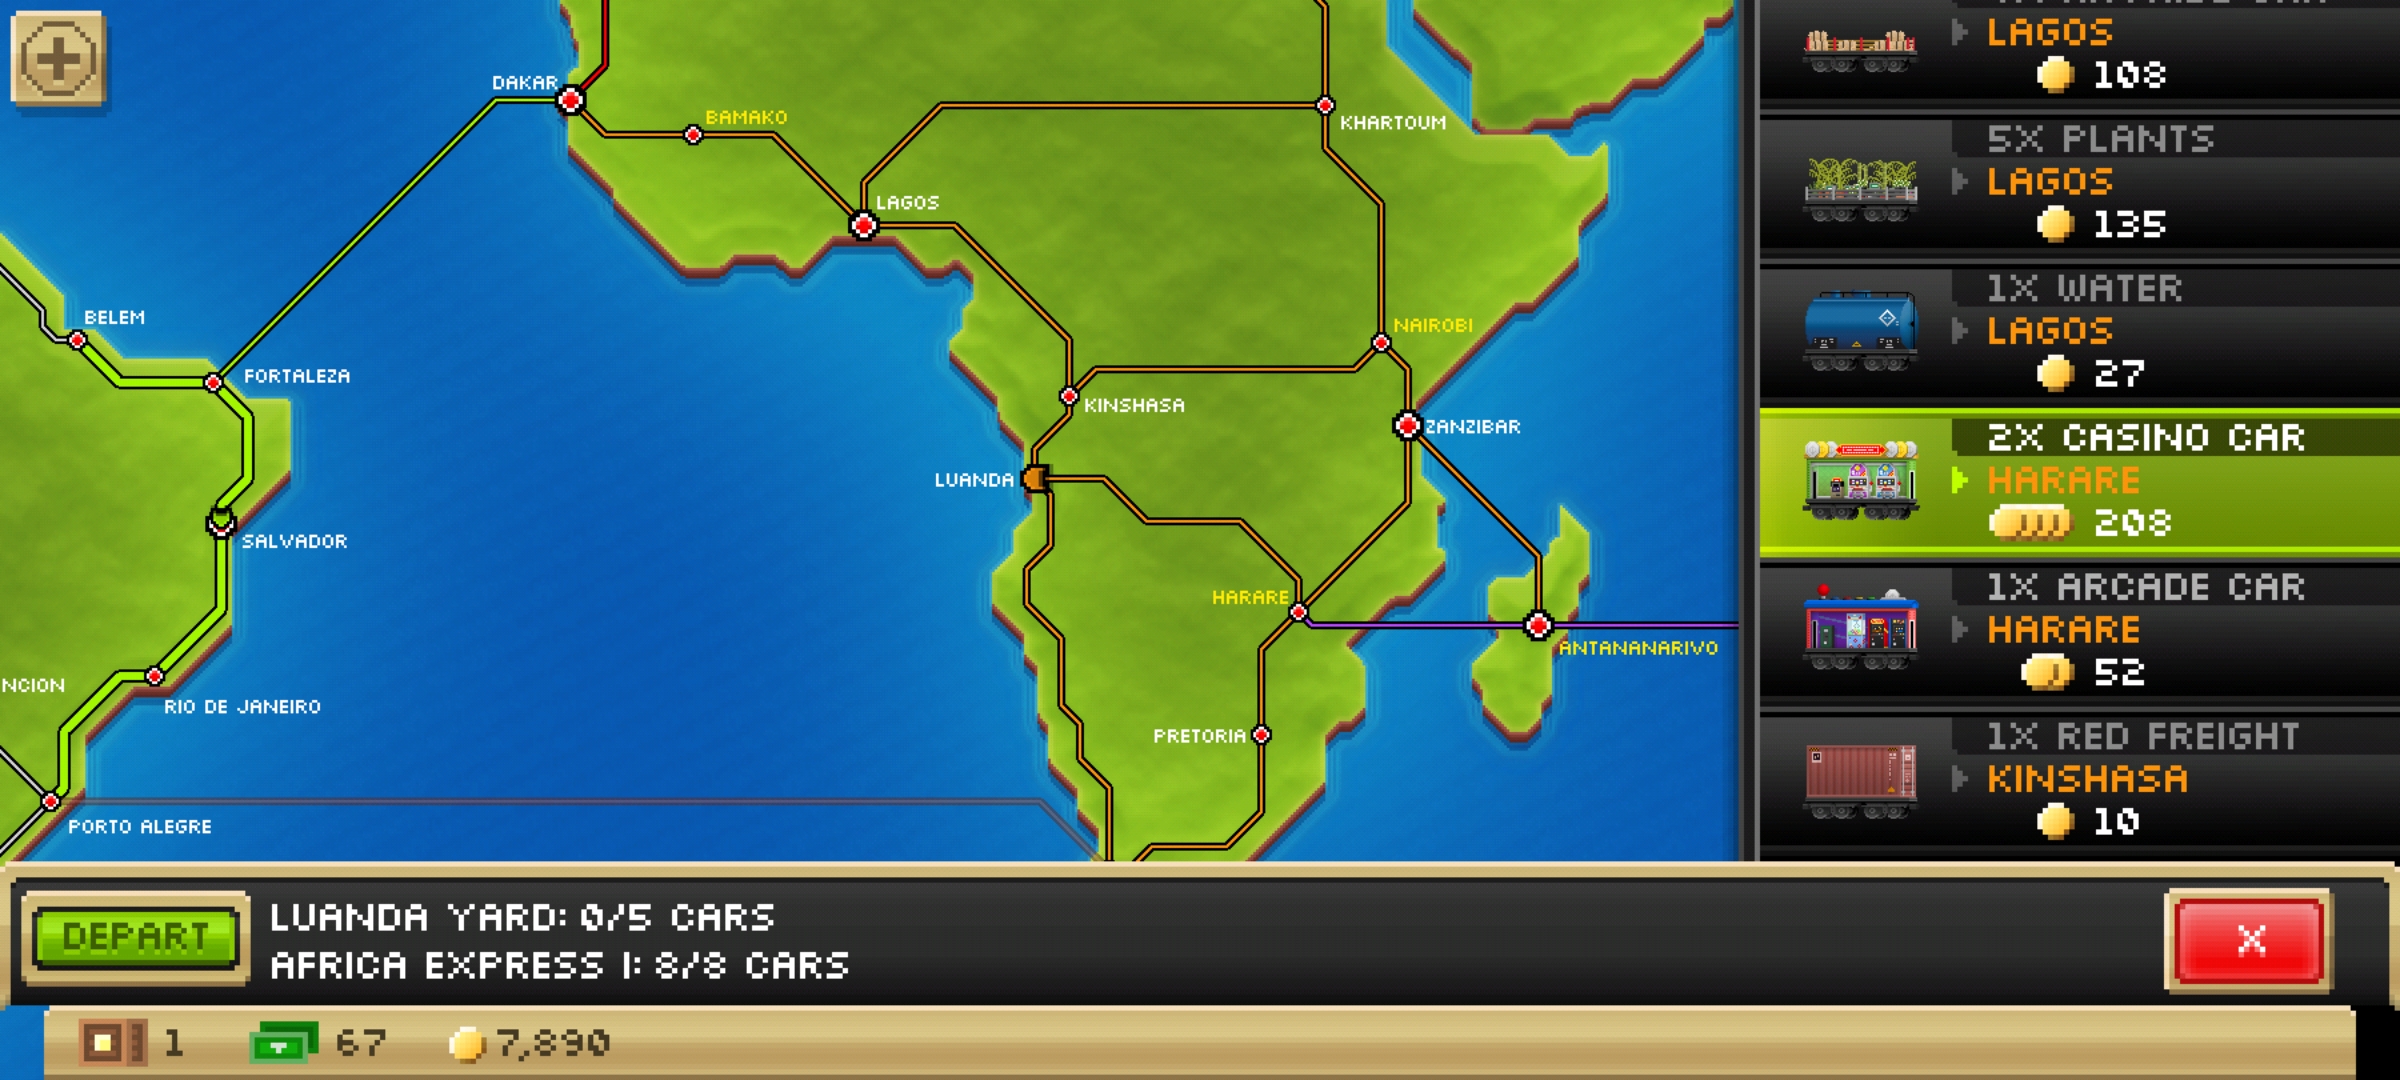 DAKAR
BAMAKO
KHARTOUM
LAGOS
BELEM
NAIROBI
FORTALEZA
KINSHASA
ZANZIBAR
LUANDA
SALVADOR
HARARE
ANTANANARIVO
NCION
RIO DE JANEIRO
PRETORIA
PORTO ALEGRE
LAGOS
108
5X PLANTS
LAGOS
135
1X WATER
LAGOS
27
2X CASINO CAR
HARARE
208
1X ARCADE CAR
HARARE
52
1X RED FREIGHT
KINSHASA
10
DEPART
LUANDA YARD: 0/5 CARS
AFRICA EXPRESS I: 8/8 CARS
X
1
67
7,890